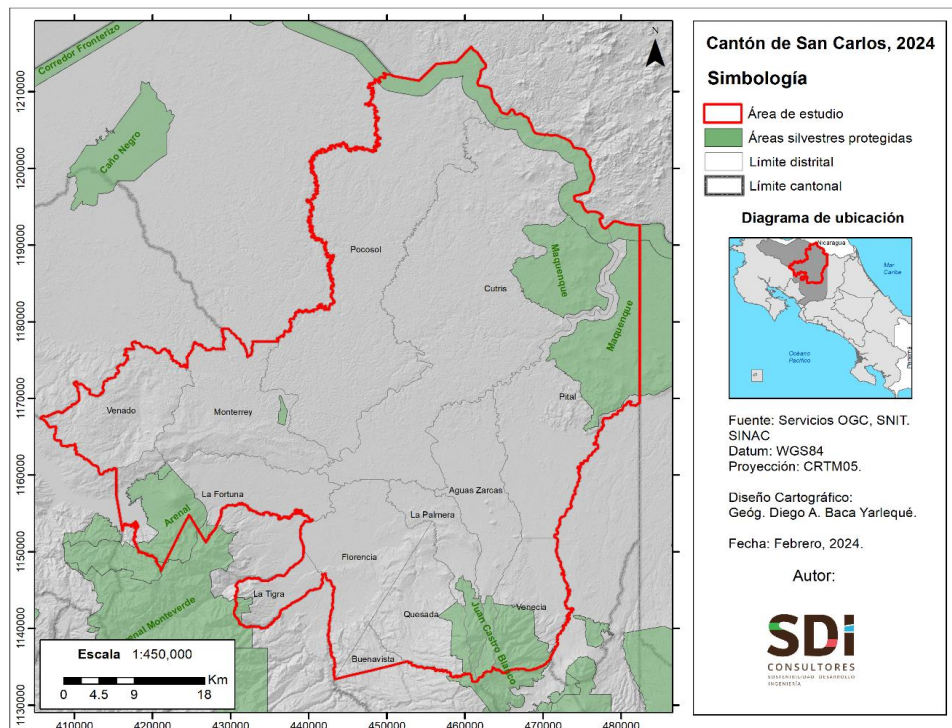 Corredor Fronterizo
Caño Negro
N
Pocosol
Cutris
Maquenque
Maquenque
Venado
Monterrey
Pital
La Fortuna
Arenal
Aguas Zarcas
La Palmera
Florencia
La Tigra
Monteverde
Quesada
Juan Castro Blanco
Venecia
Buenavista
Escala 1:450,000
0 4.5 9 18 Km
1210000
1200000
1190000
1180000
1170000
1160000
1150000
1140000
1130000
410000 420000 430000 440000 450000 460000 470000 480000
Cantón de San Carlos, 2024
Simbología
Área de estudio
Áreas silvestres protegidas
Límite distrital
Límite cantonal
Diagrama de ubicación
Nicaragua
Mar
Caribe
Océano
Pacífico
Fuente: Servicios OGC, SNIT.
SINAC
Datum: WGS84
Proyección: CRTM05.
Diseño Cartográfico:
Geóg. Diego A. Baca Yarlequé.
Fecha: Febrero, 2024.
Autor:
SDi
CONSULTORES
SOSTENIBILIDAD DESARROLLO
INGENIERÍA